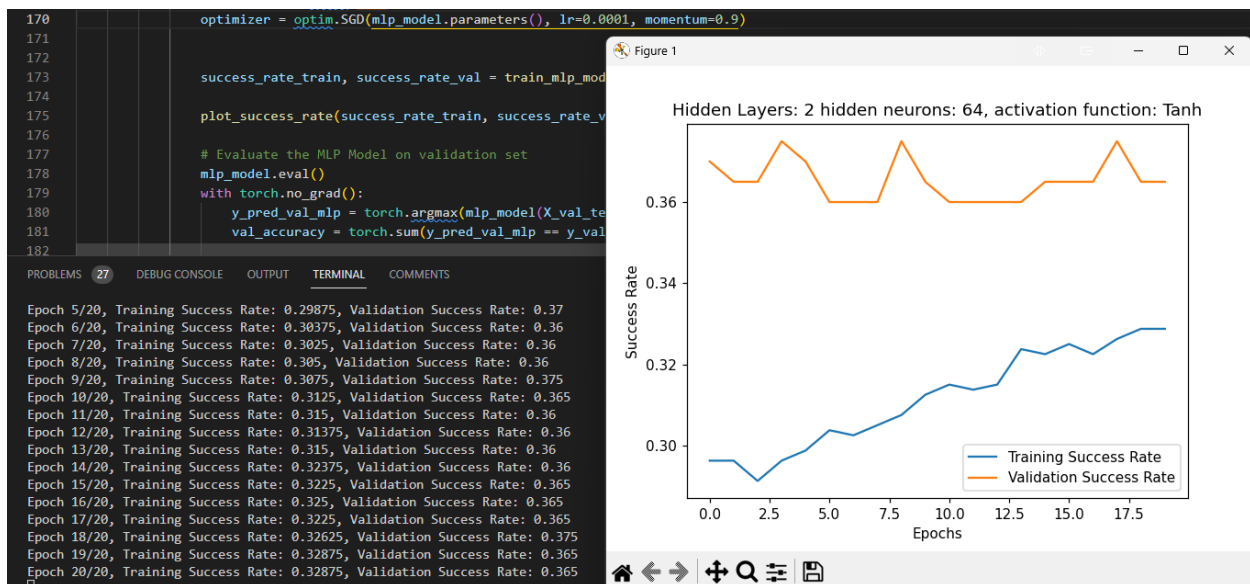 170 optimizer = optim.SGD(mlp_model.parameters(), lr=0.0001, momentum=0.9)
171
172
173 success_rate_train, success_rate_val = train_mlp_mod
174
175 plot_success_rate(success_rate_train, success_rate_v
176
177 # Evaluate the MLP Model on validation set
178 mlp_model.eval()
179 with torch.no_grad():
180 y_pred_val_mlp = torch.argmax(mlp_model(X_val_te
181 val_accuracy = torch.sum(y_pred_val_mlp == y_val
182
PROBLEMS 27 DEBUG CONSOLE OUTPUT TERMINAL COMMENTS
Epoch 5/20, Training Success Rate: 0.29875, Validation Success Rate: 0.37
Epoch 6/20, Training Success Rate: 0.30375, Validation Success Rate: 0.36
Epoch 7/20, Training Success Rate: 0.3025, Validation Success Rate: 0.36
Epoch 8/20, Training Success Rate: 0.305, Validation Success Rate: 0.36
Epoch 9/20, Training Success Rate: 0.3075, Validation Success Rate: 0.375
Epoch 10/20, Training Success Rate: 0.3125, Validation Success Rate: 0.365
Epoch 11/20, Training Success Rate: 0.315, Validation Success Rate: 0.36
Epoch 12/20, Training Success Rate: 0.31375, Validation Success Rate: 0.36
Epoch 13/20, Training Success Rate: 0.315, Validation Success Rate: 0.36
Epoch 14/20, Training Success Rate: 0.32375, Validation Success Rate: 0.36
Epoch 15/20, Training Success Rate: 0.3225, Validation Success Rate: 0.365
Epoch 16/20, Training Success Rate: 0.325, Validation Success Rate: 0.365
Epoch 17/20, Training Success Rate: 0.3225, Validation Success Rate: 0.365
Epoch 18/20, Training Success Rate: 0.32625, Validation Success Rate: 0.375
Epoch 19/20, Training Success Rate: 0.32875, Validation Success Rate: 0.365
Epoch 20/20, Training Success Rate: 0.32875, Validation Success Rate: 0.365
Figure 1
Hidden Layers: 2 hidden neurons: 64, activation function: Tanh
Success Rate
0.36
0.34
0.32
0.30
Training Success Rate
Validation Success Rate
0.0 2.5 5.0 7.5 10.0 12.5 15.0 17.5
Epochs